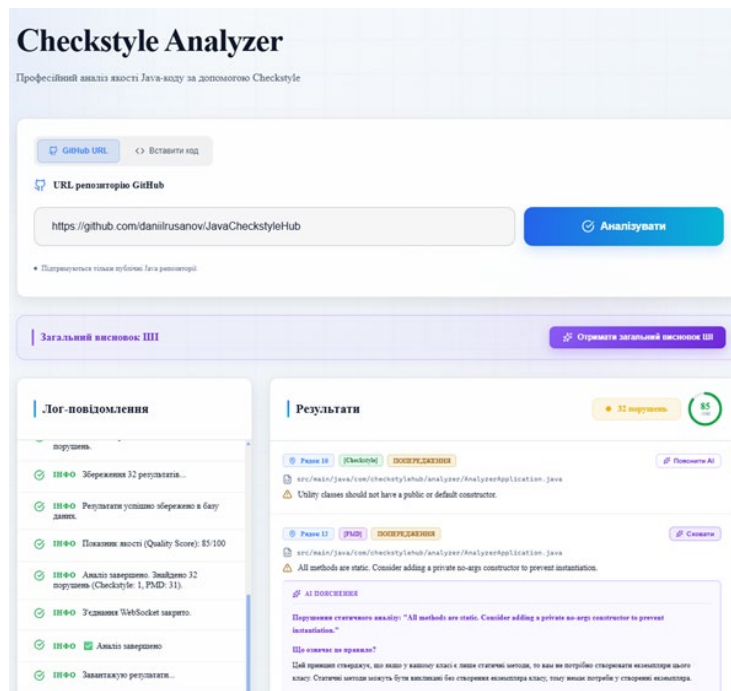 Checkstyle Analyzer
Професійний аналіз якості Java-коду за допомогою Checkstyle
GitHub URL
<> Вставити код
URL репозиторію GitHub
https://github.com/daniilrusanov/JavaCheckstyleHub
Аналізувати
Підтримуються тільки публічні Java репозиторії
Загальний висновок ШІ
Отримати загальний висновок ШІ
Лог-повідомлення
порушень.
ІНФО Збереження 32 результатів...
ІНФО Результати успішно збережено в базу
даних.
ІНФО Показник якості (Quality Score): 85/100
ІНФО Аналіз завершено. Знайдено 32
порушень (Checkstyle: 1, PMD: 31).
ІНФО З'єднання WebSocket закрито.
ІНФО ✅ Аналіз завершено
ІНФО Завантажую результати...
Результати
32 порушень
85
Рядок 10
[Checkstyle]
ПОПЕРЕДЖЕННЯ
Пояснити AI
src/main/java/com/checkstylehub/analyzer/AnalyzerApplication.java
Utility classes should not have a public or default constructor.
Рядок 12
[PMD]
ПОПЕРЕДЖЕННЯ
Сховати
src/main/java/com/checkstylehub/analyzer/AnalyzerApplication.java
All methods are static. Consider adding a private no-args constructor to prevent instantiation.
AI ПОЯСНЕННЯ
Порушення статичного аналізу: "All methods are static. Consider adding a private no-args constructor to prevent
instantiation."
Що означає це правило?
Цей принцип стверджує, що якщо у вашому класі є лише статичні методи, то вам не потрібно створювати екземпляри цього
класу. Статичні методи можуть бути викликані без створення екземпляра класу, тому немає потреби у створенні екземпляра.